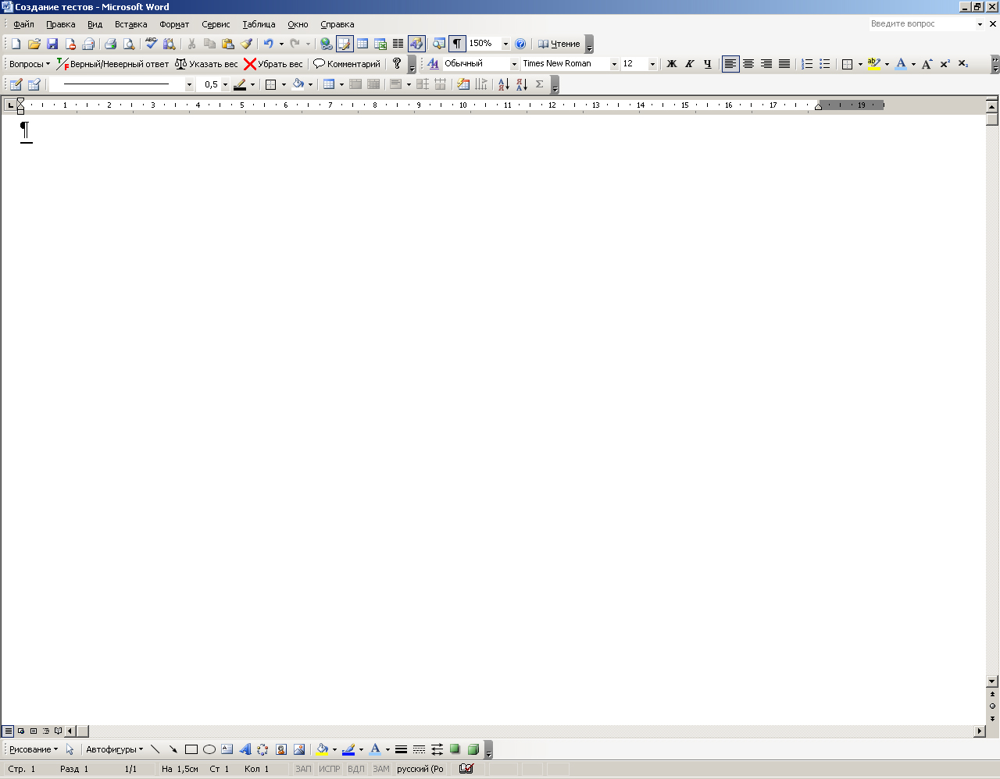 Создание тестов - Microsoft Word
Файл Правка Вид Вставка Формат Сервис Таблица Окно Справка Введите вопрос
150% Чтение
Вопросы Верный/Неверный ответ Указать вес Убрать вес Комментарий Обычный Times New Roman 12 Ж К Ч
0,5
1 2 3 4 5 6 7 8 9 10 11 12 13 14 15 16 17 19
¶
Рисование Автофигуры
Стр. 1 Разд 1 1/1 На 1,5см Ст 1 Кол 1 ЗАП ИСПР ВДЛ ЗАМ русский (Ро